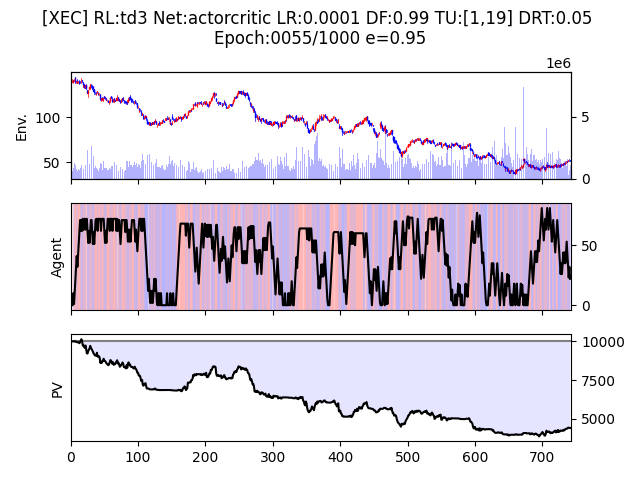 [XEC] RL:td3 Net:actorcritic LR:0.0001 DF:0.99 TU:[1,19] DRT:0.05
Epoch:0055/1000 e=0.95
1e6
Env.
100
50
5
0
Agent
50
0
PV
10000
7500
5000
0 100 200 300 400 500 600 700